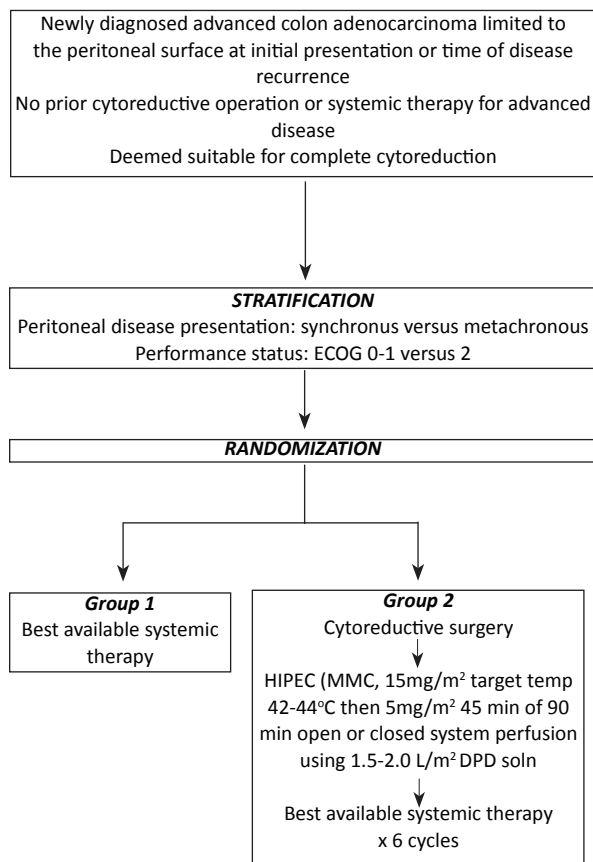 Newly diagnosed advanced colon adenocarcinoma limited to
the peritoneal surface at initial presentation or time of disease
recurrence
No prior cytoreductive operation or systemic therapy for advanced
disease
Deemed suitable for complete cytoreduction
STRATIFICATION
Peritoneal disease presentation: synchronus versus metachronous
Performance status: ECOG 0-1 versus 2
RANDOMIZATION
Group 1
Best available systemic
therapy
Group 2
Cytoreductive surgery
HIPEC (MMC, 15mg/m² target temp
42-44°C then 5mg/m² 45 min of 90
min open or closed system perfusion
using 1.5-2.0 L/m² DPD soln
Best available systemic therapy
x 6 cycles